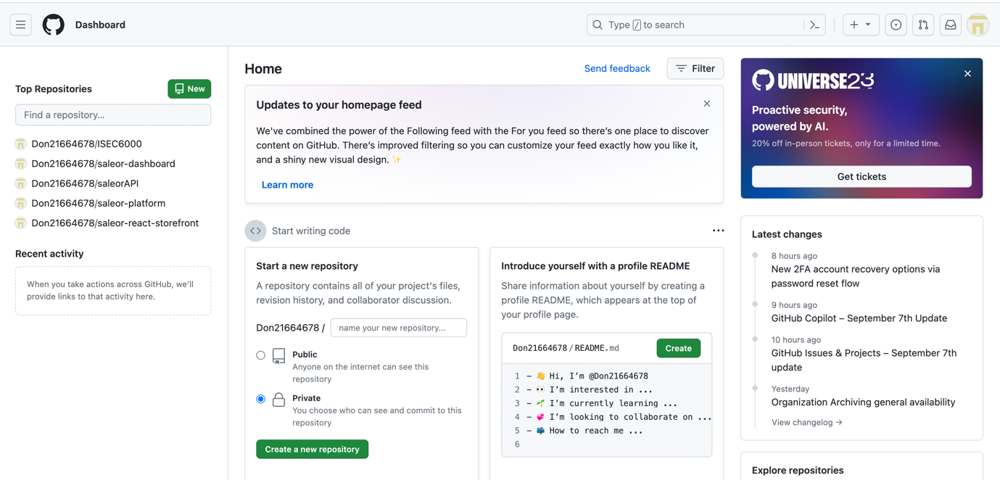 Dashboard
Type / to search
Top Repositories
New
Find a repository...
Don21664678/ISEC6000
Don21664678/saleor-dashboard
Don21664678/saleorAPI
Don21664678/saleor-platform
Don21664678/saleor-react-storefront
Recent activity
When you take actions across GitHub, we'll
provide links to that activity here.
Home
Send feedback
Filter
Updates to your homepage feed
We've combined the power of the Following feed with the For you feed so there's one place to discover
content on GitHub. There's improved filtering so you can customize your feed exactly how you like it,
and a shiny new visual design. ✨
Learn more
Start writing code
Start a new repository
A repository contains all of your project's files,
revision history, and collaborator discussion.
Don21664678 /
name your new repository...
Public
Anyone on the internet can see this
repository
Private
You choose who can see and commit to this
repository
Create a new repository
Introduce yourself with a profile README
Share information about yourself by creating a
profile README, which appears at the top of
your profile page.
Don21664678 / README.md
Create
1 - 👋 Hi, I'm @Don21664678
2 - 👀 I'm interested in ...
3 - 🌱 I'm currently learning ...
4 - 💞️ I'm looking to collaborate on ...
5 - 📫 How to reach me ...
6
UNIVERSE23
Proactive security,
powered by AI.
20% off in-person tickets, only for a limited time.
Get tickets
Latest changes
8 hours ago
New 2FA account recovery options via
password reset flow
9 hours ago
GitHub Copilot – September 7th Update
10 hours ago
GitHub Issues & Projects – September 7th
update
Yesterday
Organization Archiving general availability
View changelog →
Explore repositories